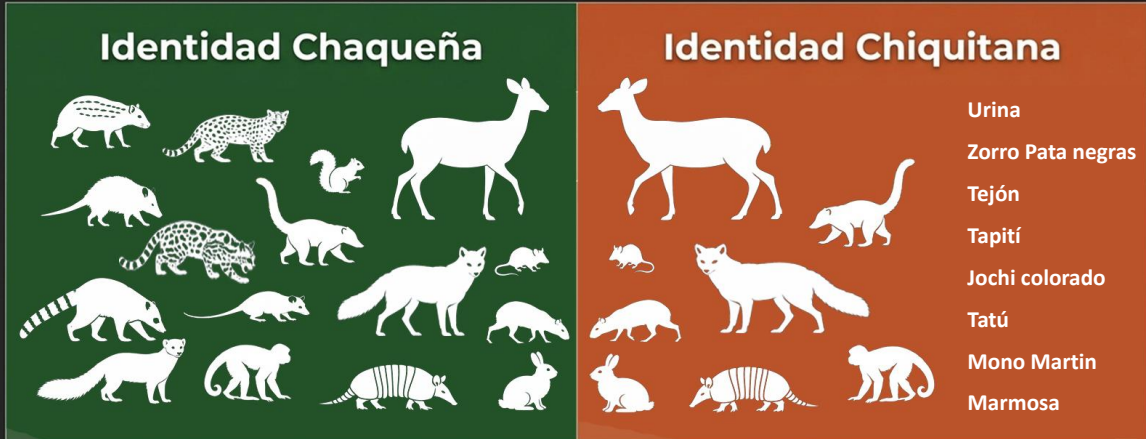 Identidad Chaqueña
Identidad Chiquitana
Urina
Zorro Pata negras
Tejón
Tapití
Jochi colorado
Tatú
Mono Martin
Marmosa